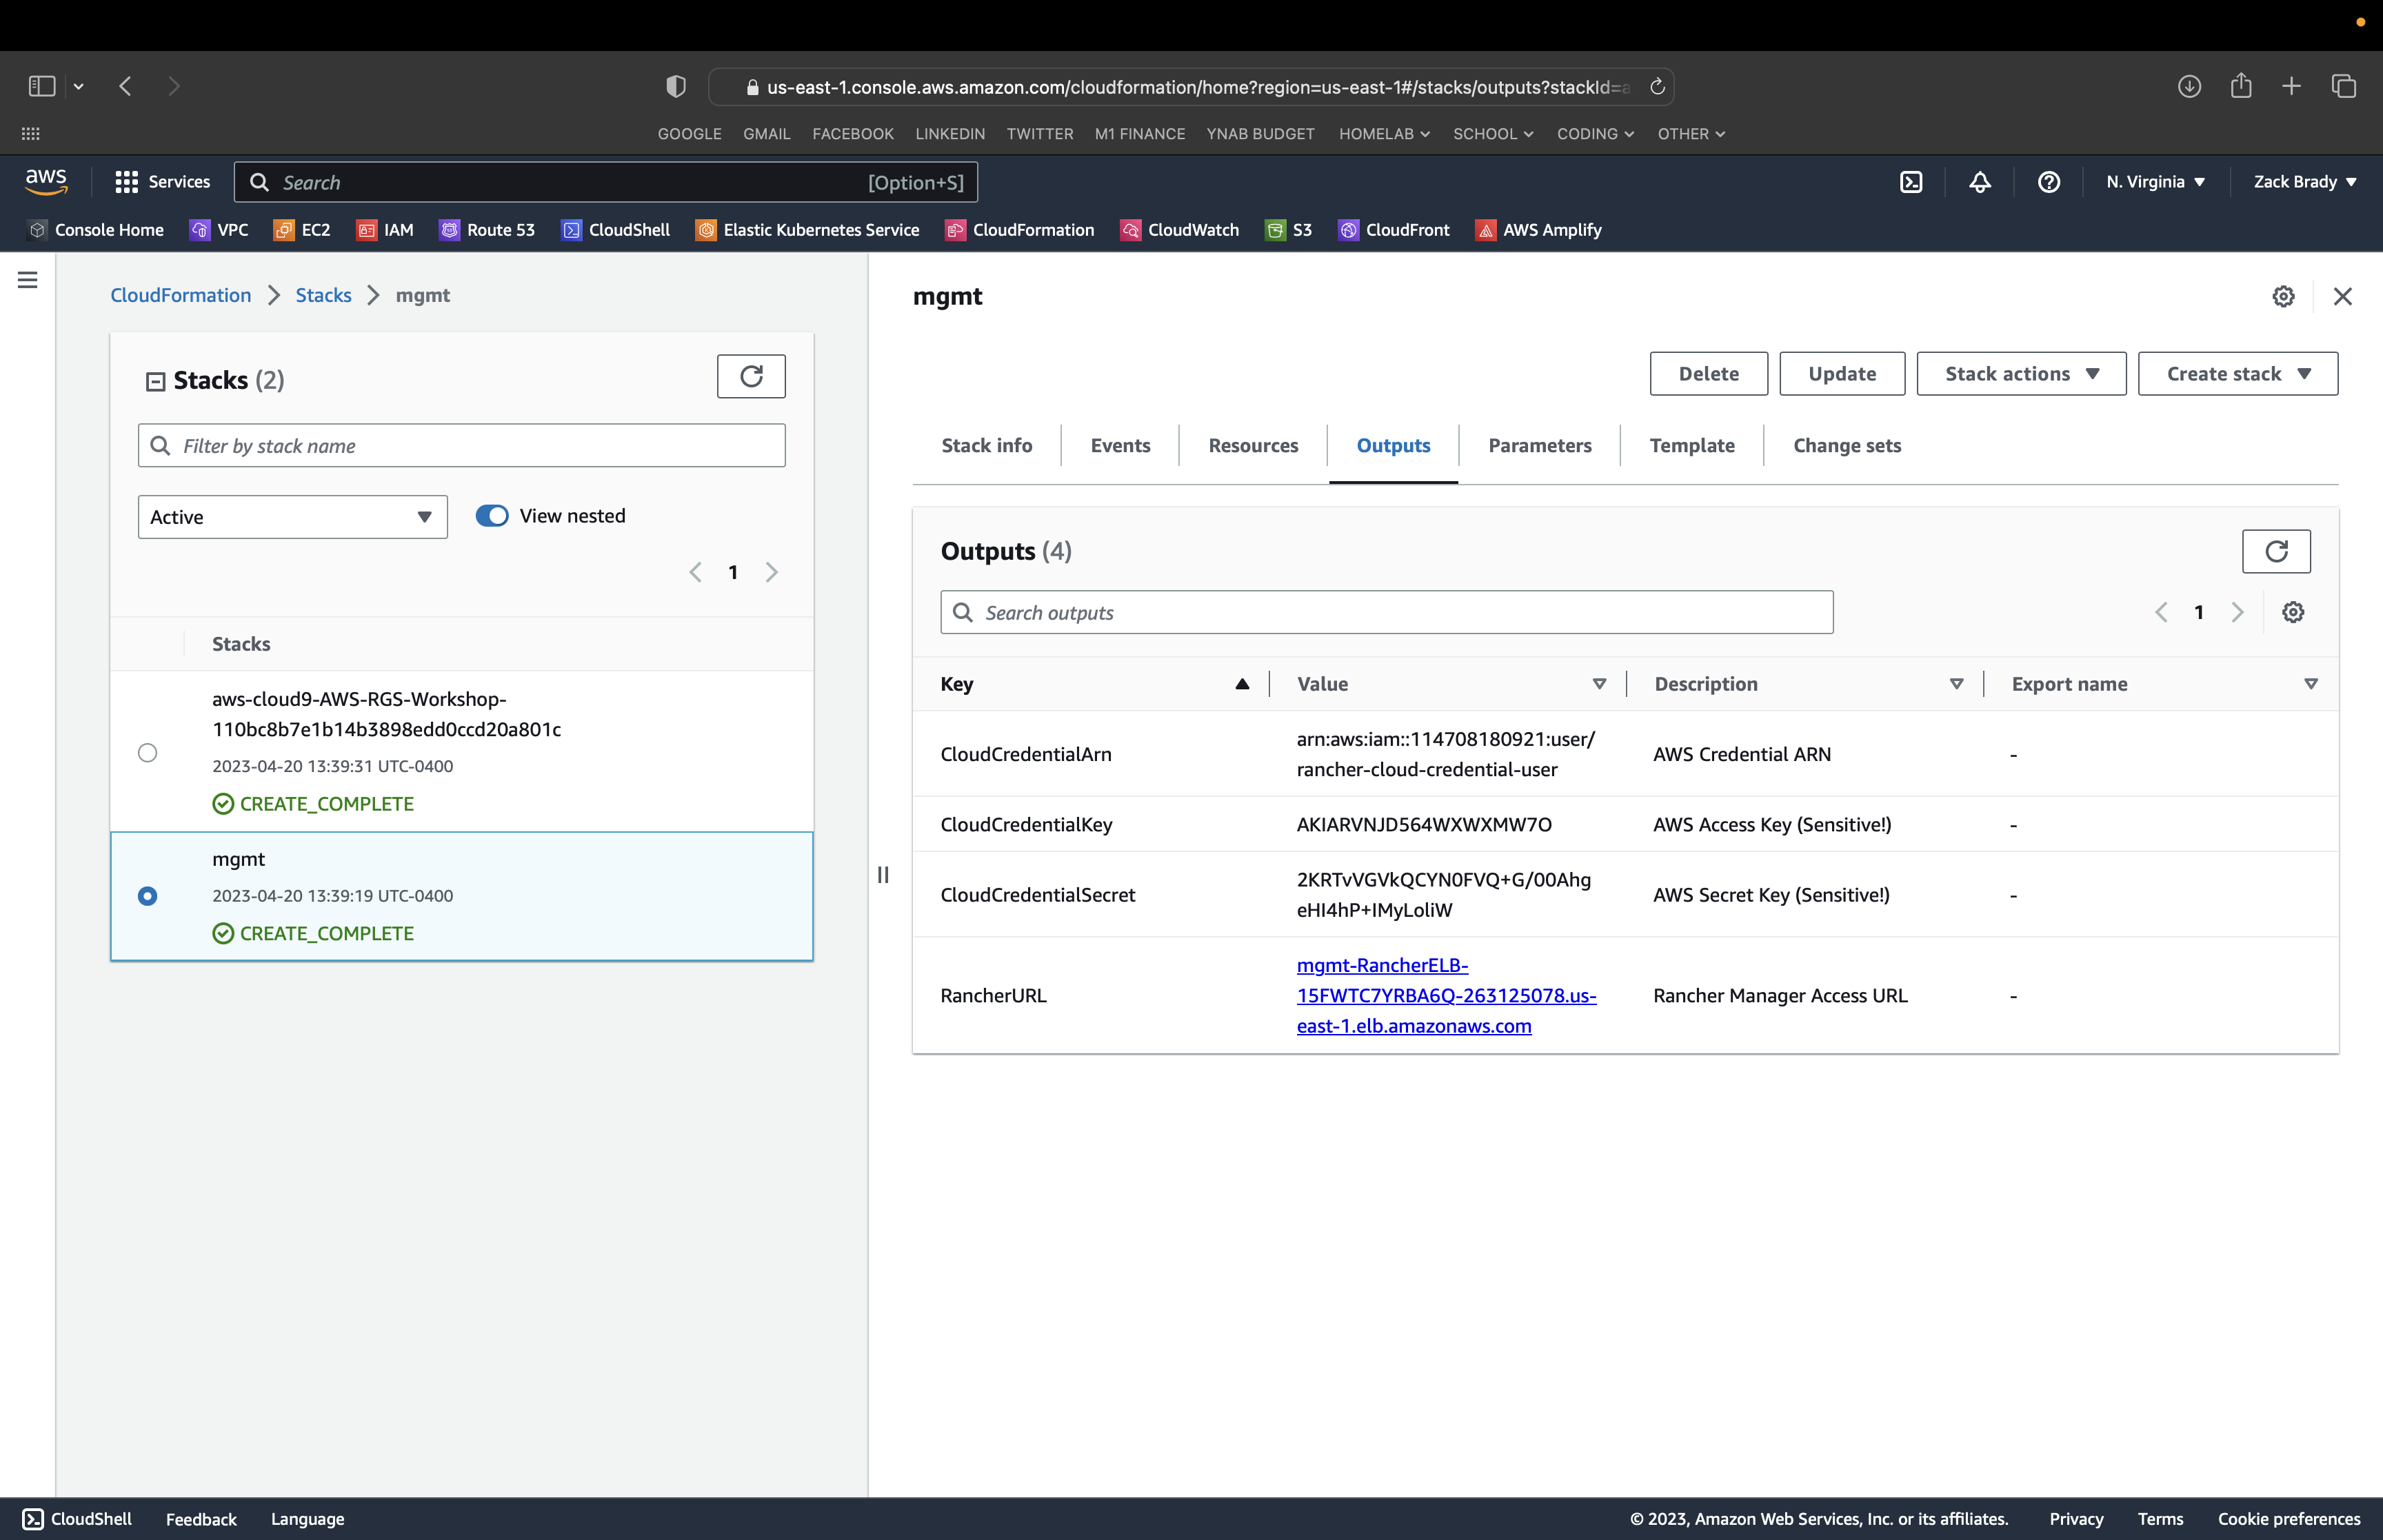 us-east-1.console.aws.amazon.com/cloudformation/home?region=us-east-1#/stacks/outputs?stackId=a
GOOGLE GMAIL FACEBOOK LINKEDIN TWITTER M1 FINANCE YNAB BUDGET HOMELAB SCHOOL CODING OTHER
aws Services Search [Option+S] N. Virginia Zack Brady
Console Home VPC EC2 IAM Route 53 CloudShell Elastic Kubernetes Service CloudFormation CloudWatch S3 CloudFront AWS Amplify
CloudFormation Stacks mgmt
Stacks (2)
Filter by stack name
Active View nested
1
Stacks
aws-cloud9-AWS-RGS-Workshop-
110bc8b7e1b14b3898edd0ccd20a801c
2023-04-20 13:39:31 UTC-0400
CREATE_COMPLETE
mgmt
2023-04-20 13:39:19 UTC-0400
CREATE_COMPLETE
mgmt
Delete Update Stack actions Create stack
Stack info Events Resources Outputs Parameters Template Change sets
Outputs (4)
Search outputs 1
Key Value Description Export name
CloudCredentialArn arn:aws:iam::114708180921:user/ AWS Credential ARN -
rancher-cloud-credential-user
CloudCredentialKey AKIARVNJD564WXWXMW7O AWS Access Key (Sensitive!) -
CloudCredentialSecret 2KRTvVGVkQCYN0FVQ+G/00Ahg AWS Secret Key (Sensitive!) -
eHI4hP+IMyLoliW
RancherURL mgmt-RancherELB- Rancher Manager Access URL -
15FWTC7YRBA6Q-263125078.us-
east-1.elb.amazonaws.com
CloudShell Feedback Language © 2023, Amazon Web Services, Inc. or its affiliates. Privacy Terms Cookie preferences